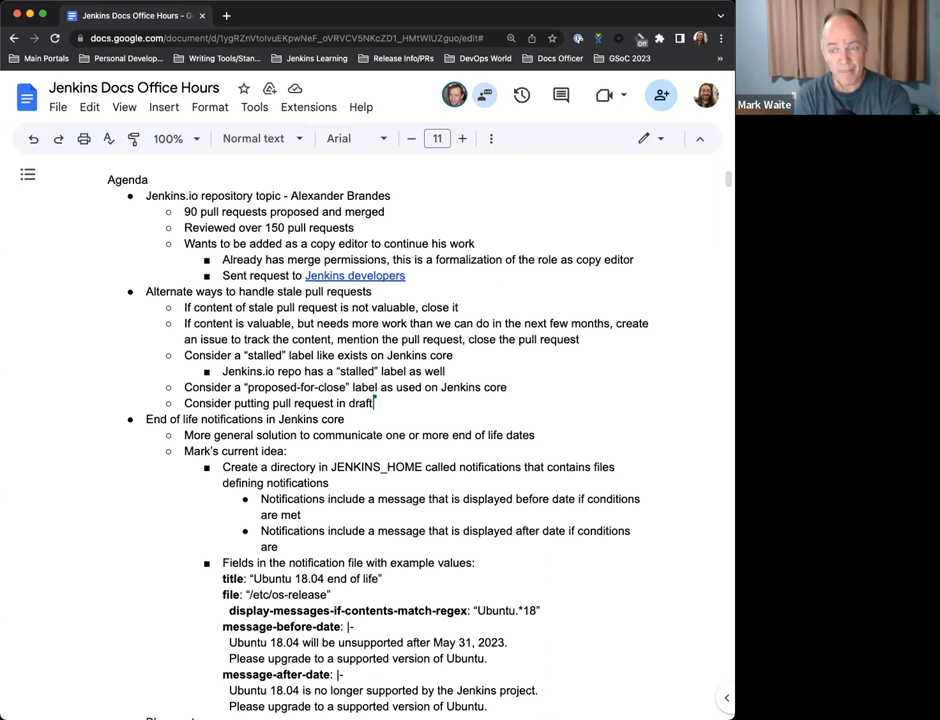 Jenkins Docs Office Hours - G
docs.google.com/document/d/1ygRZnVtoIvuEKpwNeF_oVRVCV5NKcZD1_HMtWlUZguo/edit#
Off
Main Portals
Personal Develop...
Writing Tools/Stan...
Jenkins Learning
Release Info/PRs
DevOps World
Docs Officer
GSoC 2023
»
Jenkins Docs Office Hours
File Edit View Insert Format Tools Extensions Help
Mark Waite
100% Normal text Arial − 11 +
Agenda
● Jenkins.io repository topic - Alexander Brandes
○ 90 pull requests proposed and merged
○ Reviewed over 150 pull requests
○ Wants to be added as a copy editor to continue his work
■ Already has merge permissions, this is a formalization of the role as copy editor
■ Sent request to Jenkins developers
● Alternate ways to handle stale pull requests
○ If content of stale pull request is not valuable, close it
○ If content is valuable, but needs more work than we can do in the next few months, create
an issue to track the content, mention the pull request, close the pull request
○ Consider a “stalled” label like exists on Jenkins core
■ Jenkins.io repo has a “stalled” label as well
○ Consider a “proposed-for-close” label as used on Jenkins core
○ Consider putting pull request in draft
● End of life notifications in Jenkins core
○ More general solution to communicate one or more end of life dates
○ Mark’s current idea:
■ Create a directory in JENKINS_HOME called notifications that contains files
defining notifications
● Notifications include a message that is displayed before date if conditions
are met
● Notifications include a message that is displayed after date if conditions
are
■ Fields in the notification file with example values:
title: “Ubuntu 18.04 end of life”
file: “/etc/os-release”
display-messages-if-contents-match-regex: “Ubuntu.*18”
message-before-date: |-
Ubuntu 18.04 will be unsupported after May 31, 2023.
Please upgrade to a supported version of Ubuntu.
message-after-date: |-
Ubuntu 18.04 is no longer supported by the Jenkins project.
Please upgrade to a supported version of Ubuntu.